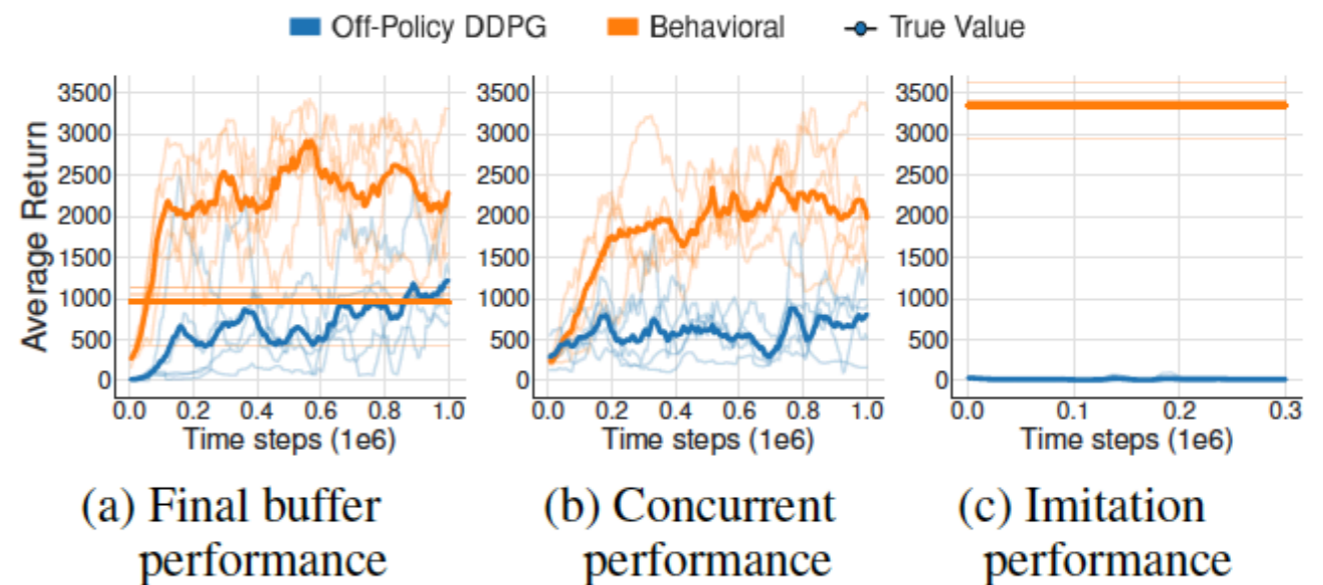 Off-Policy DDPG Behavioral True Value
Average Return
3500
3000
2500
2000
1500
1000
500
0
0.0 0.2 0.4 0.6 0.8 1.0
Time steps (1e6)
(a) Final buffer
performance
3500
3000
2500
2000
1500
1000
500
0
0.0 0.2 0.4 0.6 0.8 1.0
Time steps (1e6)
(b) Concurrent
performance
3500
3000
2500
2000
1500
1000
500
0
0.0 0.1 0.2 0.3
Time steps (1e6)
(c) Imitation
performance